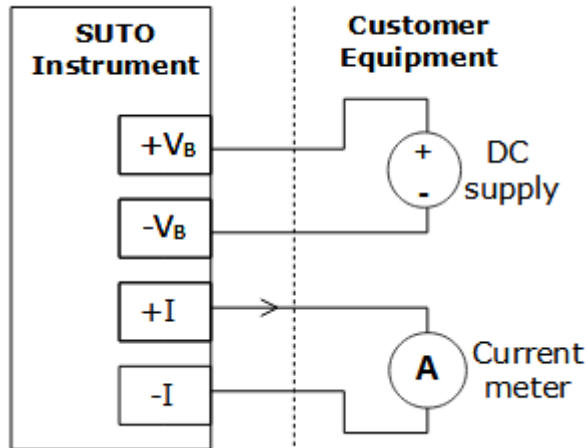 SUTO
Instrument
Customer
Equipment
+VB
-VB
+I
-I
+
-
DC
supply
A
Current
meter